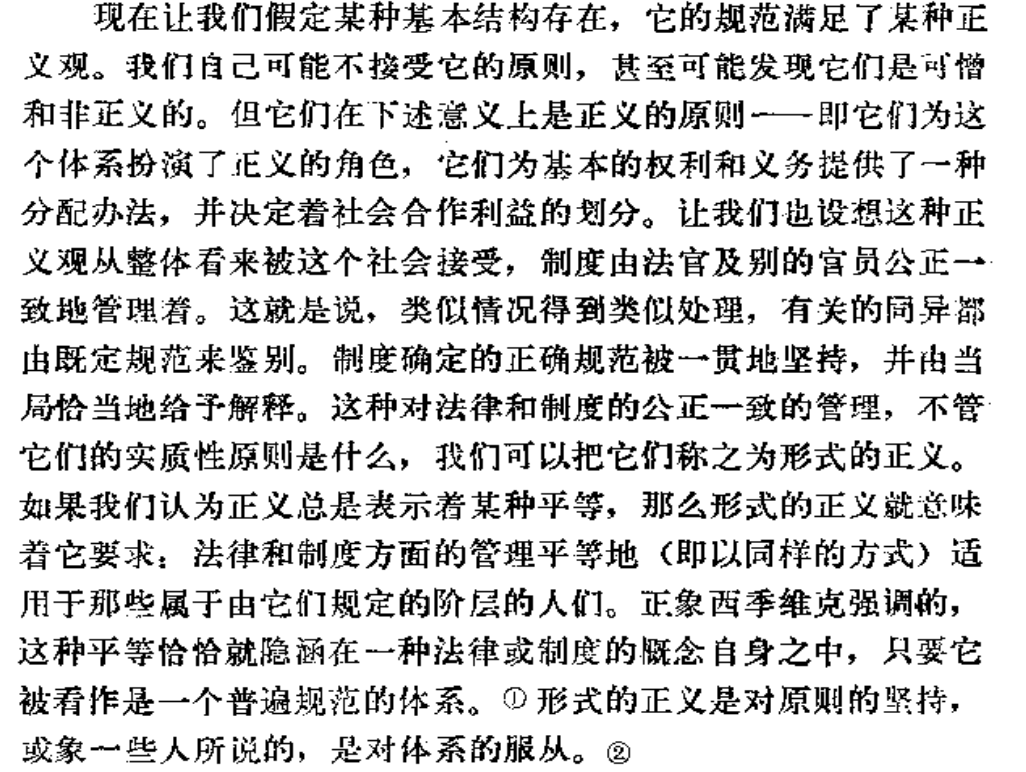 现在让我们假定某种基本结构存在，它的规范满足了某种正
义观。我们自己可能不接受它的原则，甚至可能发现它们是可憎
和非正义的。但它们在下述意义上是正义的原则——即它们为这
个体系扮演了正义的角色，它们为基本的权利和义务提供了一种
分配办法，并决定着社会合作利益的划分。让我们也设想这种正
义观从整体看来被这个社会接受，制度由法官及别的官员公正一
致地管理着。这就是说，类似情况得到类似处理，有关的同异都
由既定规范来鉴别。制度确定的正确规范被一贯地坚持，并由当
局恰当地给予解释。这种对法律和制度的公正一致的管理，不管
它们的实质性原则是什么，我们可以把它们称之为形式的正义。
如果我们认为正义总是表示着某种平等，那么形式的正义就意味
着它要求：法律和制度方面的管理平等地（即以同样的方式）适
用于那些属于由它们规定的阶层的人们。正象西季维克强调的，
这种平等恰恰就隐涵在一种法律或制度的概念自身之中，只要它
被看作是一个普遍规范的体系。①形式的正义是对原则的坚持，
或象一些人所说的，是对体系的服从。②